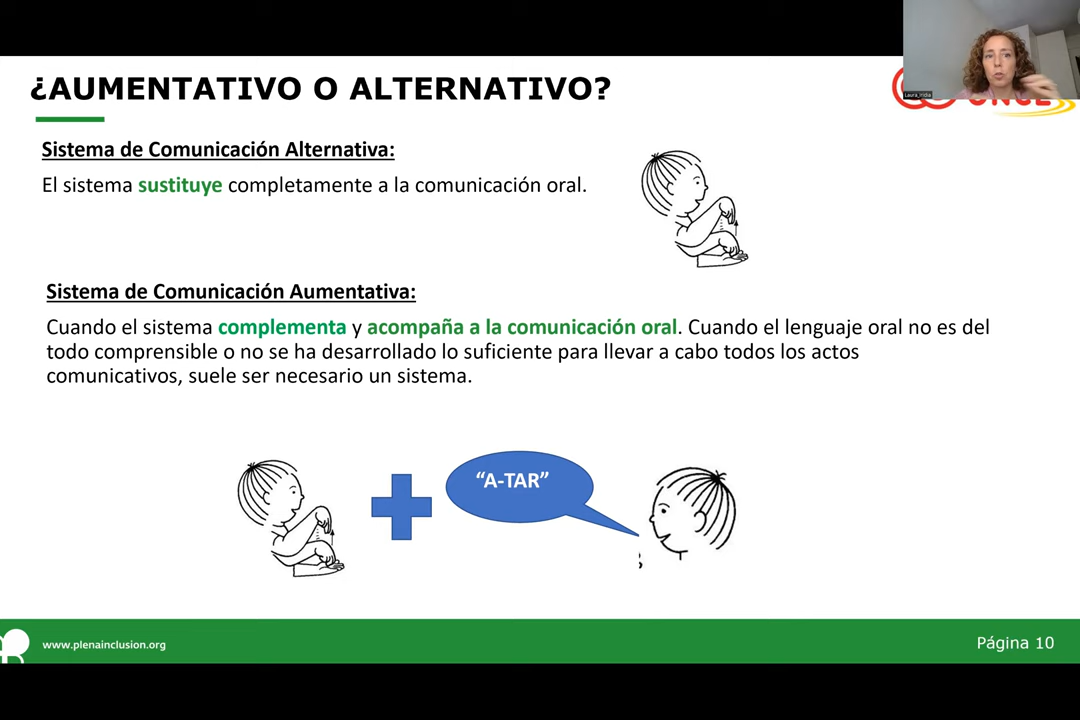 ¿AUMENTATIVO O ALTERNATIVO?
Sistema de Comunicación Alternativa:
El sistema sustituye completamente a la comunicación oral.
Sistema de Comunicación Aumentativa:
Cuando el sistema complementa y acompaña a la comunicación oral. Cuando el lenguaje oral no es del
todo comprensible o no se ha desarrollado lo suficiente para llevar a cabo todos los actos
comunicativos, suele ser necesario un sistema.
“A-TAR”
www.plenainclusion.org
Página 10